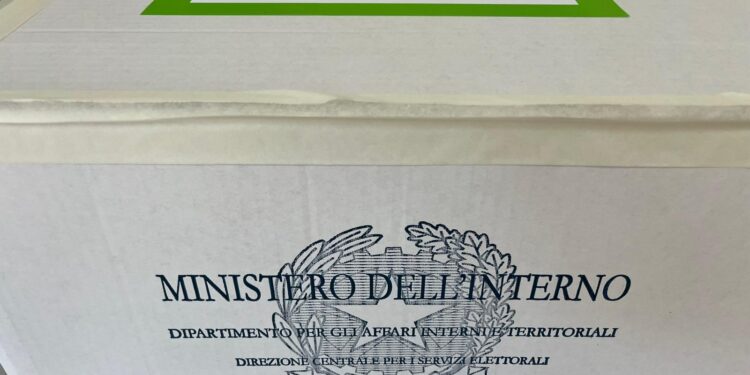 MINISTERO DELL'INTERNO
DIPARTIMENTO PER GLI AFFARI INTERNI E TERRITORIALI
DIREZIONE CENTRALE PER I SERVIZI ELETTORALI